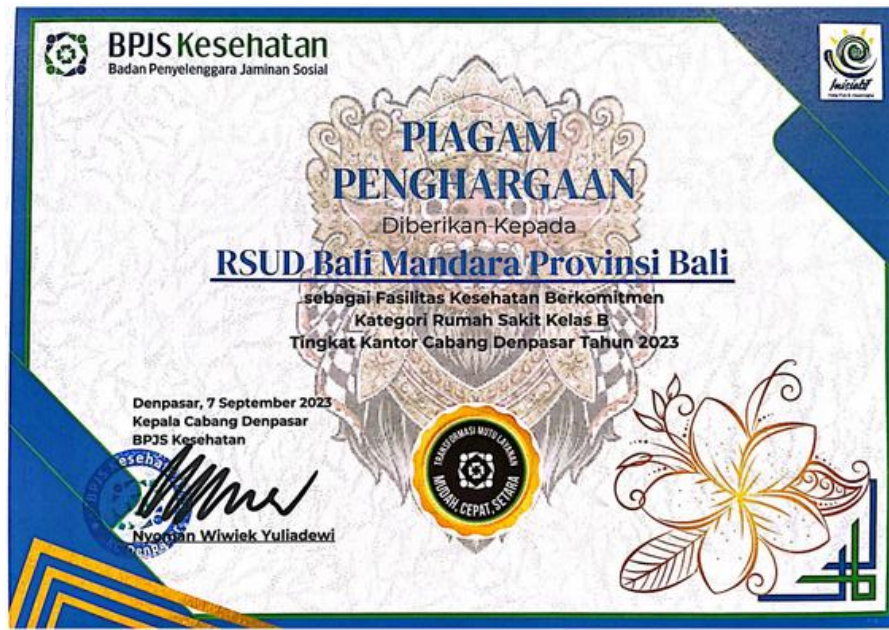 BPJS Kesehatan
Badan Penyelenggara Jaminan Sosial
Inisiatif
PIAGAM
PENGHARGAAN
Diberikan Kepada
RSUD Bali Mandara Provinsi Bali
sebagai Fasilitas Kesehatan Berkomitmen
Kategori Rumah Sakit Kelas B
Tingkat Kantor Cabang Denpasar Tahun 2023
Denpasar, 7 September 2023
Kepala Cabang Denpasar
BPJS Kesehatan
Nyoman Wiwiek Yuliadewi
TRANSFORMASI MUTU LAYANAN
MUDAH, CEPAT, SETARA